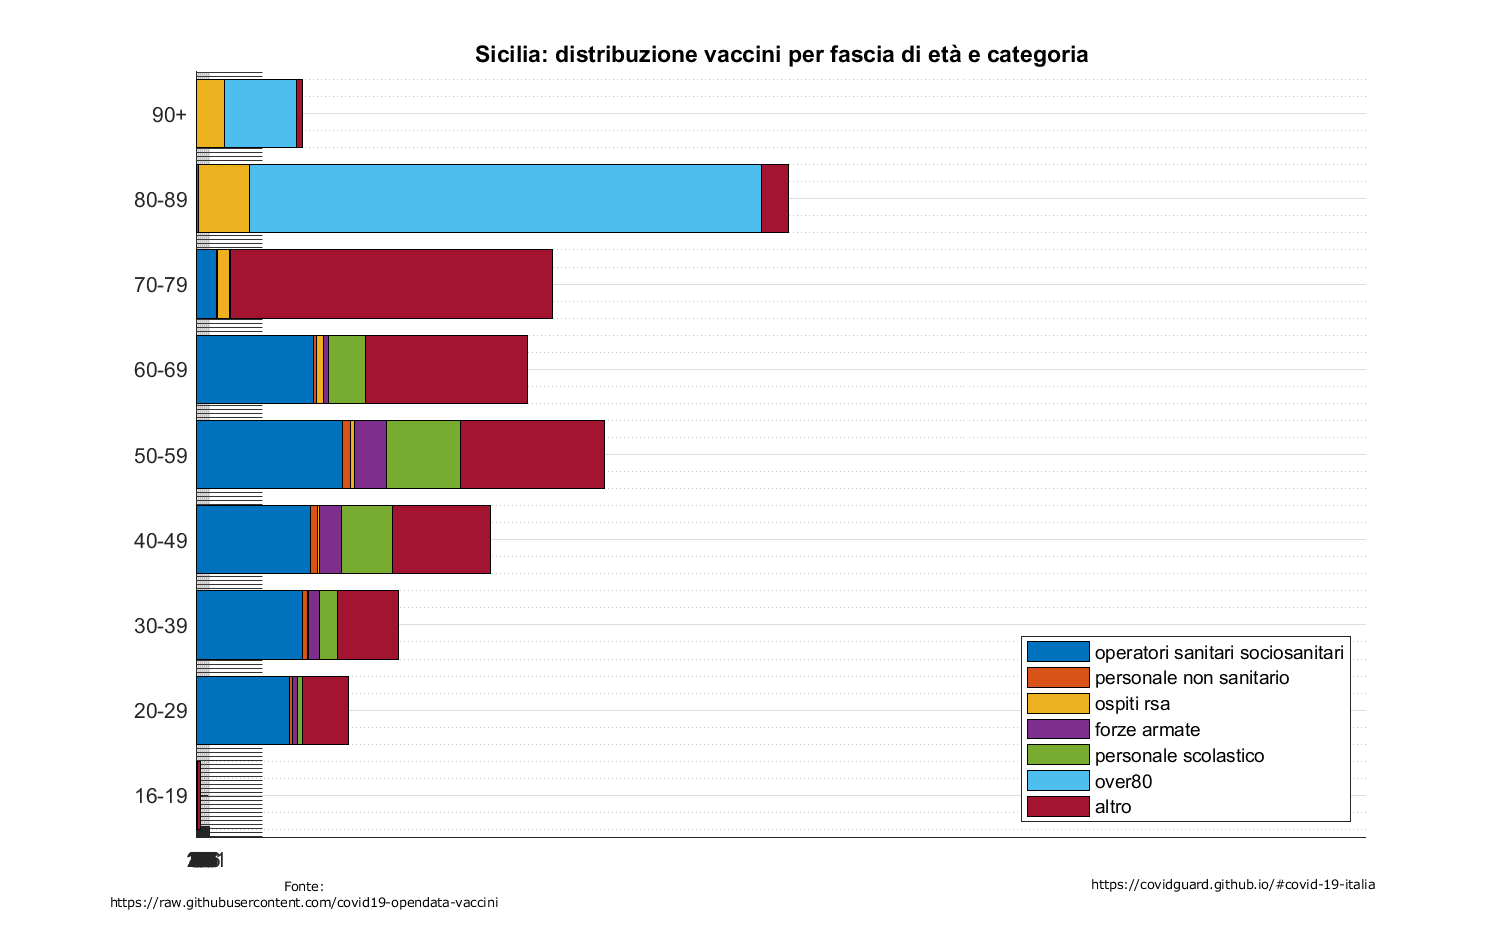 Sicilia: distribuzione vaccini per fascia di età e categoria
90+
80-89
70-79
60-69
50-59
40-49
30-39
20-29
16-19
operatori sanitari sociosanitari
personale non sanitario
ospiti rsa
forze armate
personale scolastico
over80
altro
Fonte:
https://raw.githubusercontent.com/covid19-opendata-vaccini
https://covidguard.github.io/#covid-19-italia